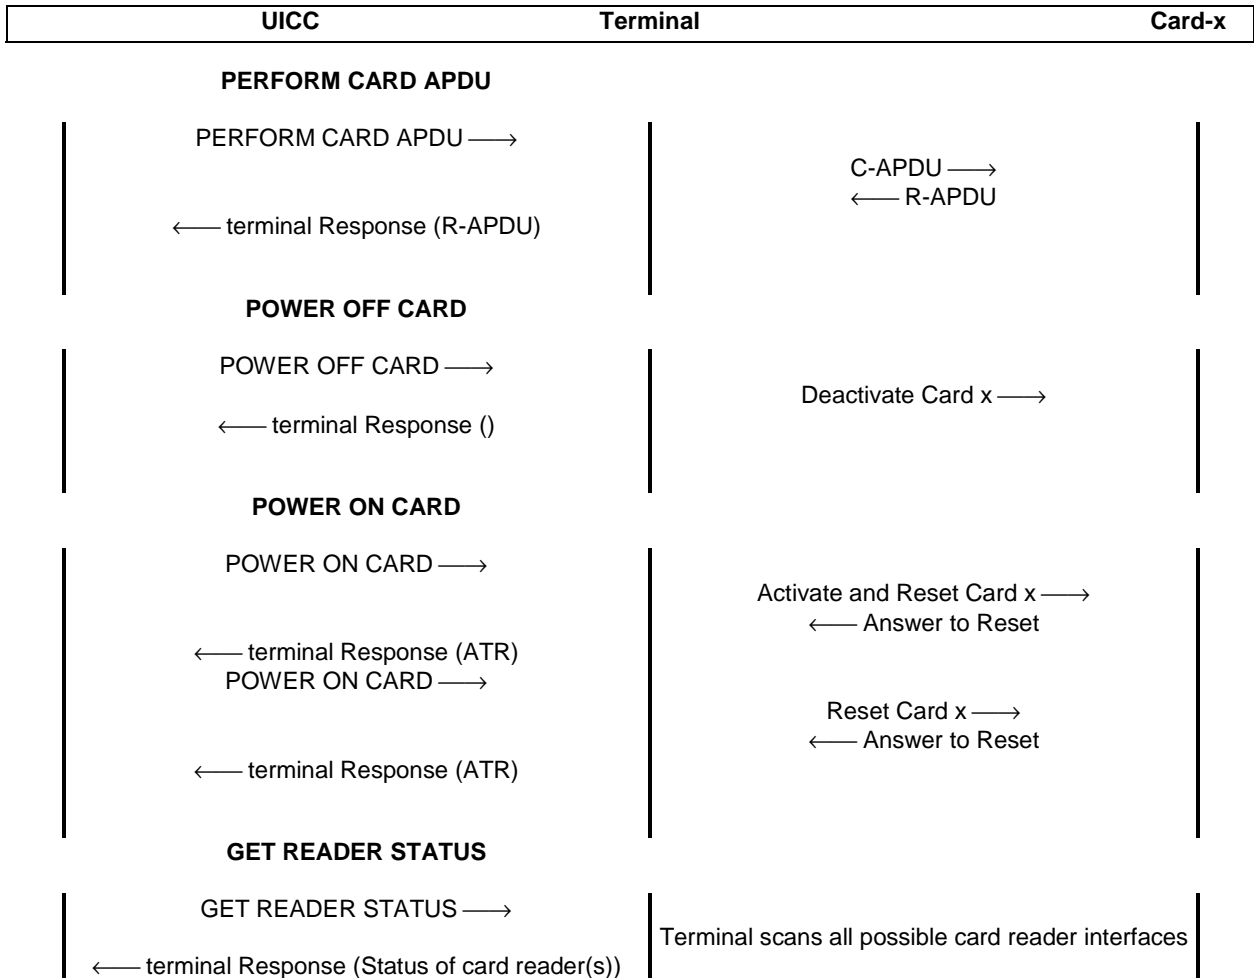 UICC Terminal Card-x
PERFORM CARD APDU
PERFORM CARD APDU ⟶
C-APDU ⟶
⟵ R-APDU
⟵ terminal Response (R-APDU)
POWER OFF CARD
POWER OFF CARD ⟶
Deactivate Card x ⟶
⟵ terminal Response ()
POWER ON CARD
POWER ON CARD ⟶
Activate and Reset Card x ⟶
⟵ Answer to Reset
⟵ terminal Response (ATR)
POWER ON CARD ⟶
Reset Card x ⟶
⟵ Answer to Reset
⟵ terminal Response (ATR)
GET READER STATUS
GET READER STATUS ⟶
Terminal scans all possible card reader interfaces
⟵ terminal Response (Status of card reader(s))